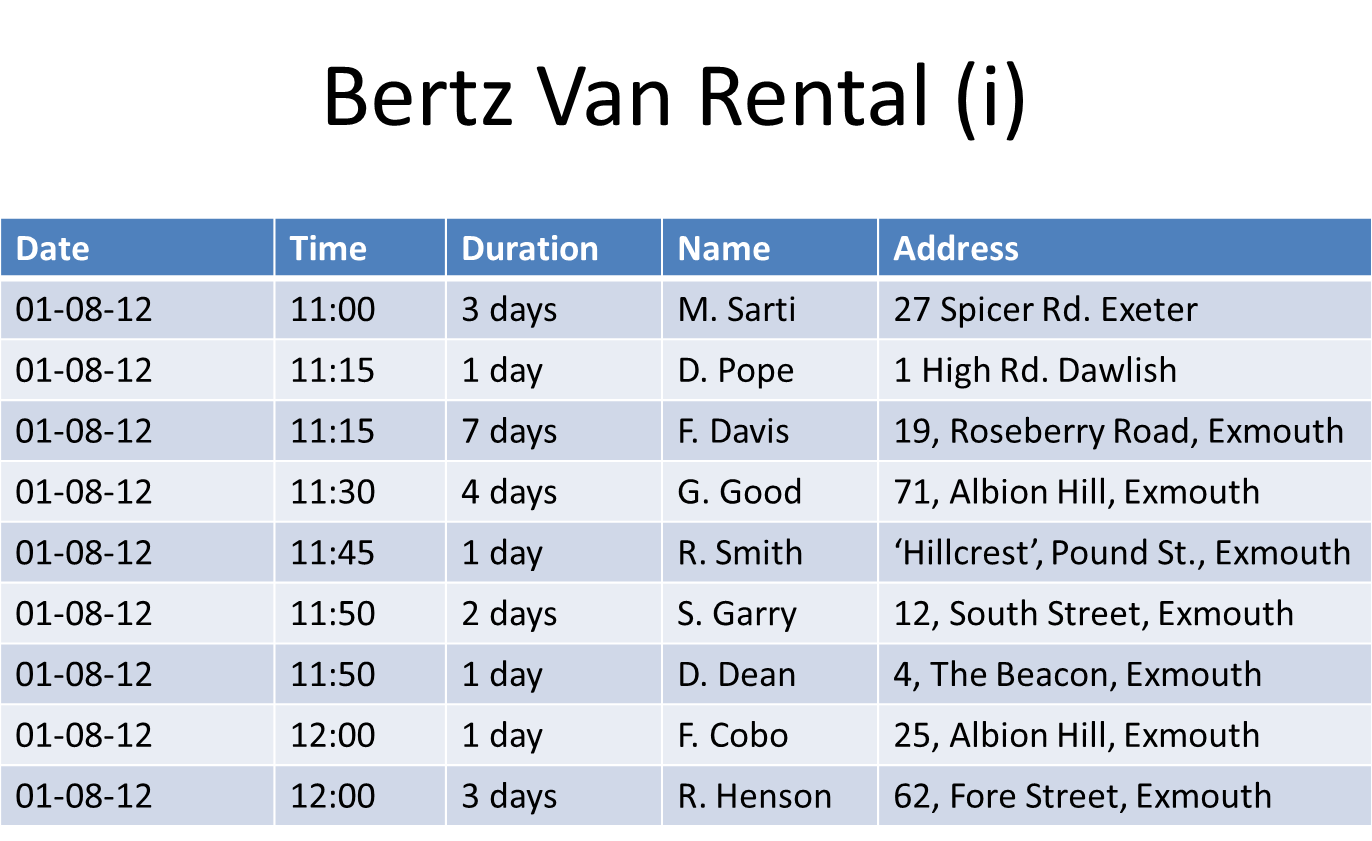 Bertz Van Rental (i)
Date Time Duration Name Address
01-08-12 11:00 3 days M. Sarti 27 Spicer Rd. Exeter
01-08-12 11:15 1 day D. Pope 1 High Rd. Dawlish
01-08-12 11:15 7 days F. Davis 19, Roseberry Road, Exmouth
01-08-12 11:30 4 days G. Good 71, Albion Hill, Exmouth
01-08-12 11:45 1 day R. Smith ‘Hillcrest’, Pound St., Exmouth
01-08-12 11:50 2 days S. Garry 12, South Street, Exmouth
01-08-12 11:50 1 day D. Dean 4, The Beacon, Exmouth
01-08-12 12:00 1 day F. Cobo 25, Albion Hill, Exmouth
01-08-12 12:00 3 days R. Henson 62, Fore Street, Exmouth